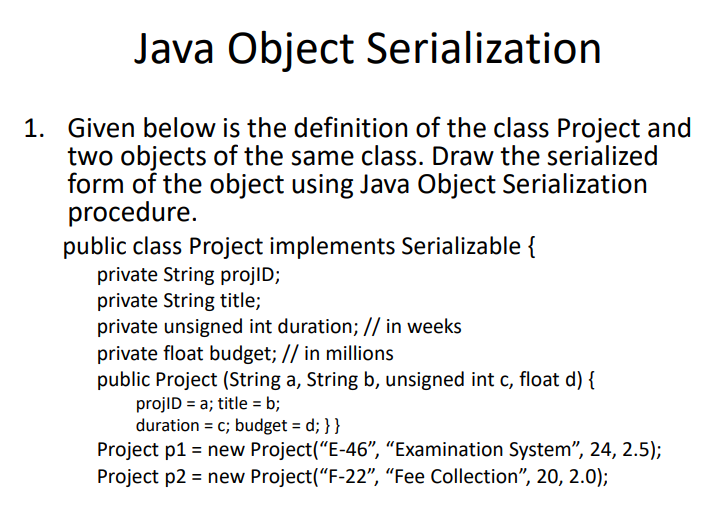 Java Object Serialization
1. Given below is the definition of the class Project and
two objects of the same class. Draw the serialized
form of the object using Java Object Serialization
procedure.
public class Project implements Serializable {
private String projID;
private String title;
private unsigned int duration; // in weeks
private float budget; // in millions
public Project (String a, String b, unsigned int c, float d) {
projID = a; title = b;
duration = c; budget = d; } }
Project p1 = new Project(“E-46”, “Examination System”, 24, 2.5);
Project p2 = new Project(“F-22”, “Fee Collection”, 20, 2.0);